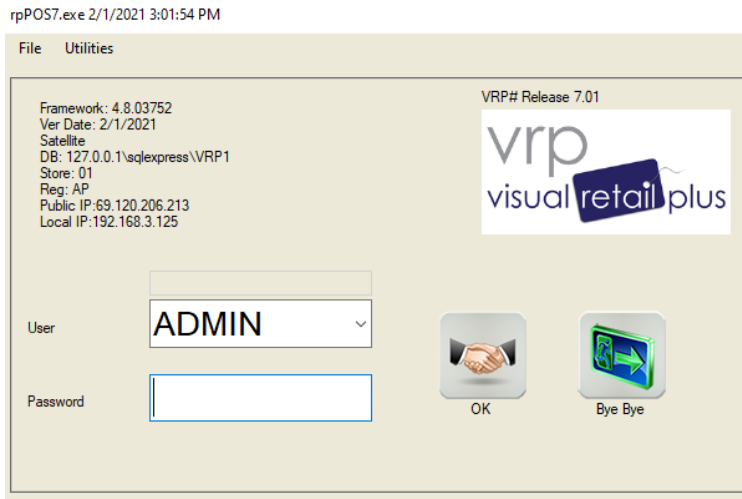 rpPOS7.exe 2/1/2021 3:01:54 PM
File Utilities
Framework: 4.8.03752
Ver Date: 2/1/2021
Satellite
DB: 127.0.0.1\sqlexpress\VRP1
Store: 01
Reg: AP
Public IP:69.120.206.213
Local IP:192.168.3.125
VRP# Release 7.01
vrp
visual retail plus
User
ADMIN
Password
OK
Bye Bye